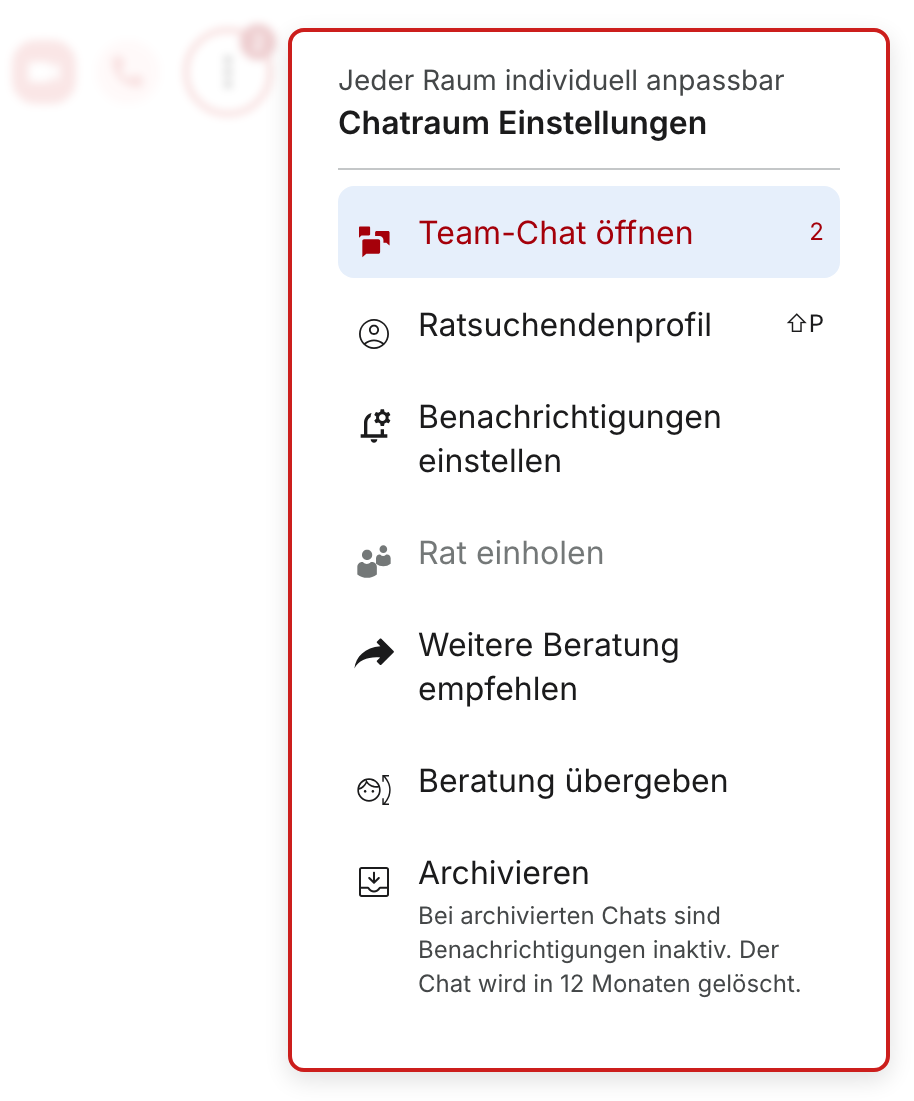 Jeder Raum individuell anpassbar
Chatraum Einstellungen
Team-Chat öffnen 2
Ratsuchendenprofil ⇧P
Benachrichtigungen
einstellen
Rat einholen
Weitere Beratung
empfehlen
Beratung übergeben
Archivieren
Bei archivierten Chats sind
Benachrichtigungen inaktiv. Der
Chat wird in 12 Monaten gelöscht.